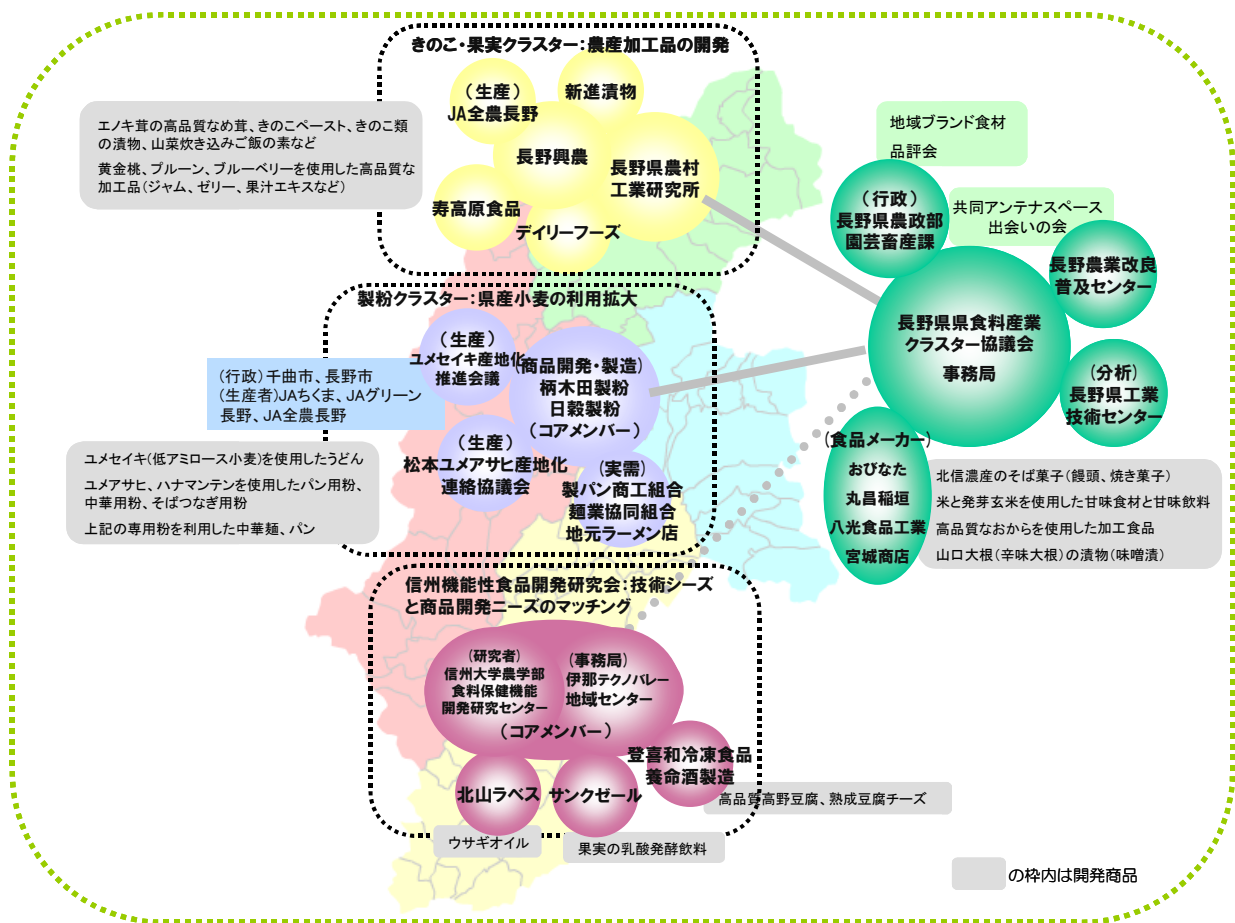 きのこ・果実クラスター：農産加工品の開発
（生産）
JA全農長野
新進漬物
長野興農
長野県農村
工業研究所
寿高原食品
デイリーフーズ
エノキ茸の高品質なめ茸、きのこペースト、きのこ類
の漬物、山菜炊き込みご飯の素など
黄金桃、プルーン、ブルーベリーを使用した高品質な
加工品（ジャム、ゼリー、果汁エキスなど）
地域ブランド食材
品評会
（行政）
長野県農政部
園芸畜産課
共同アンテナスペース
出会いの会
長野農業改良
普及センター
長野県県食料産業
クラスター協議会
事務局
（分析）
長野県工業
技術センター
（食品メーカー）
おびなた
丸昌稲垣
八光食品工業
宮城商店
北信濃産のそば菓子（饅頭、焼き菓子）
米と発芽玄米を使用した甘味食材と甘味飲料
高品質なおからを使用した加工食品
山口大根（辛味大根）の漬物（味噌漬）
製粉クラスター：県産小麦の利用拡大
（生産）
ユメセイキ産地化
推進会議
（商品開発・製造）
柄木田製粉
日穀製粉
（コアメンバー）
（行政）千曲市、長野市
（生産者）JAちくま、JAグリーン
長野、JA全農長野
（生産）
松本ユメアサヒ産地化
連絡協議会
（実需）
製パン商工組合
麺業協同組合
地元ラーメン店
ユメセイキ（低アミロース小麦）を使用したうどん
ユメアサヒ、ハナマンテンを使用したパン用粉、
中華用粉、そばつなぎ用粉
上記の専用粉を利用した中華麺、パン
信州機能性食品開発研究会：技術シーズ
と商品開発ニーズのマッチング
（研究者）
信州大学農学部
食料保健機能
開発研究センター
（事務局）
伊那テクノバレー
地域センター
（コアメンバー）
登喜和冷凍食品
養命酒製造
北山ラベス
サンクゼール
高品質高野豆腐、熟成豆腐チーズ
ウサギオイル
果実の乳酸発酵飲料
の枠内は開発商品